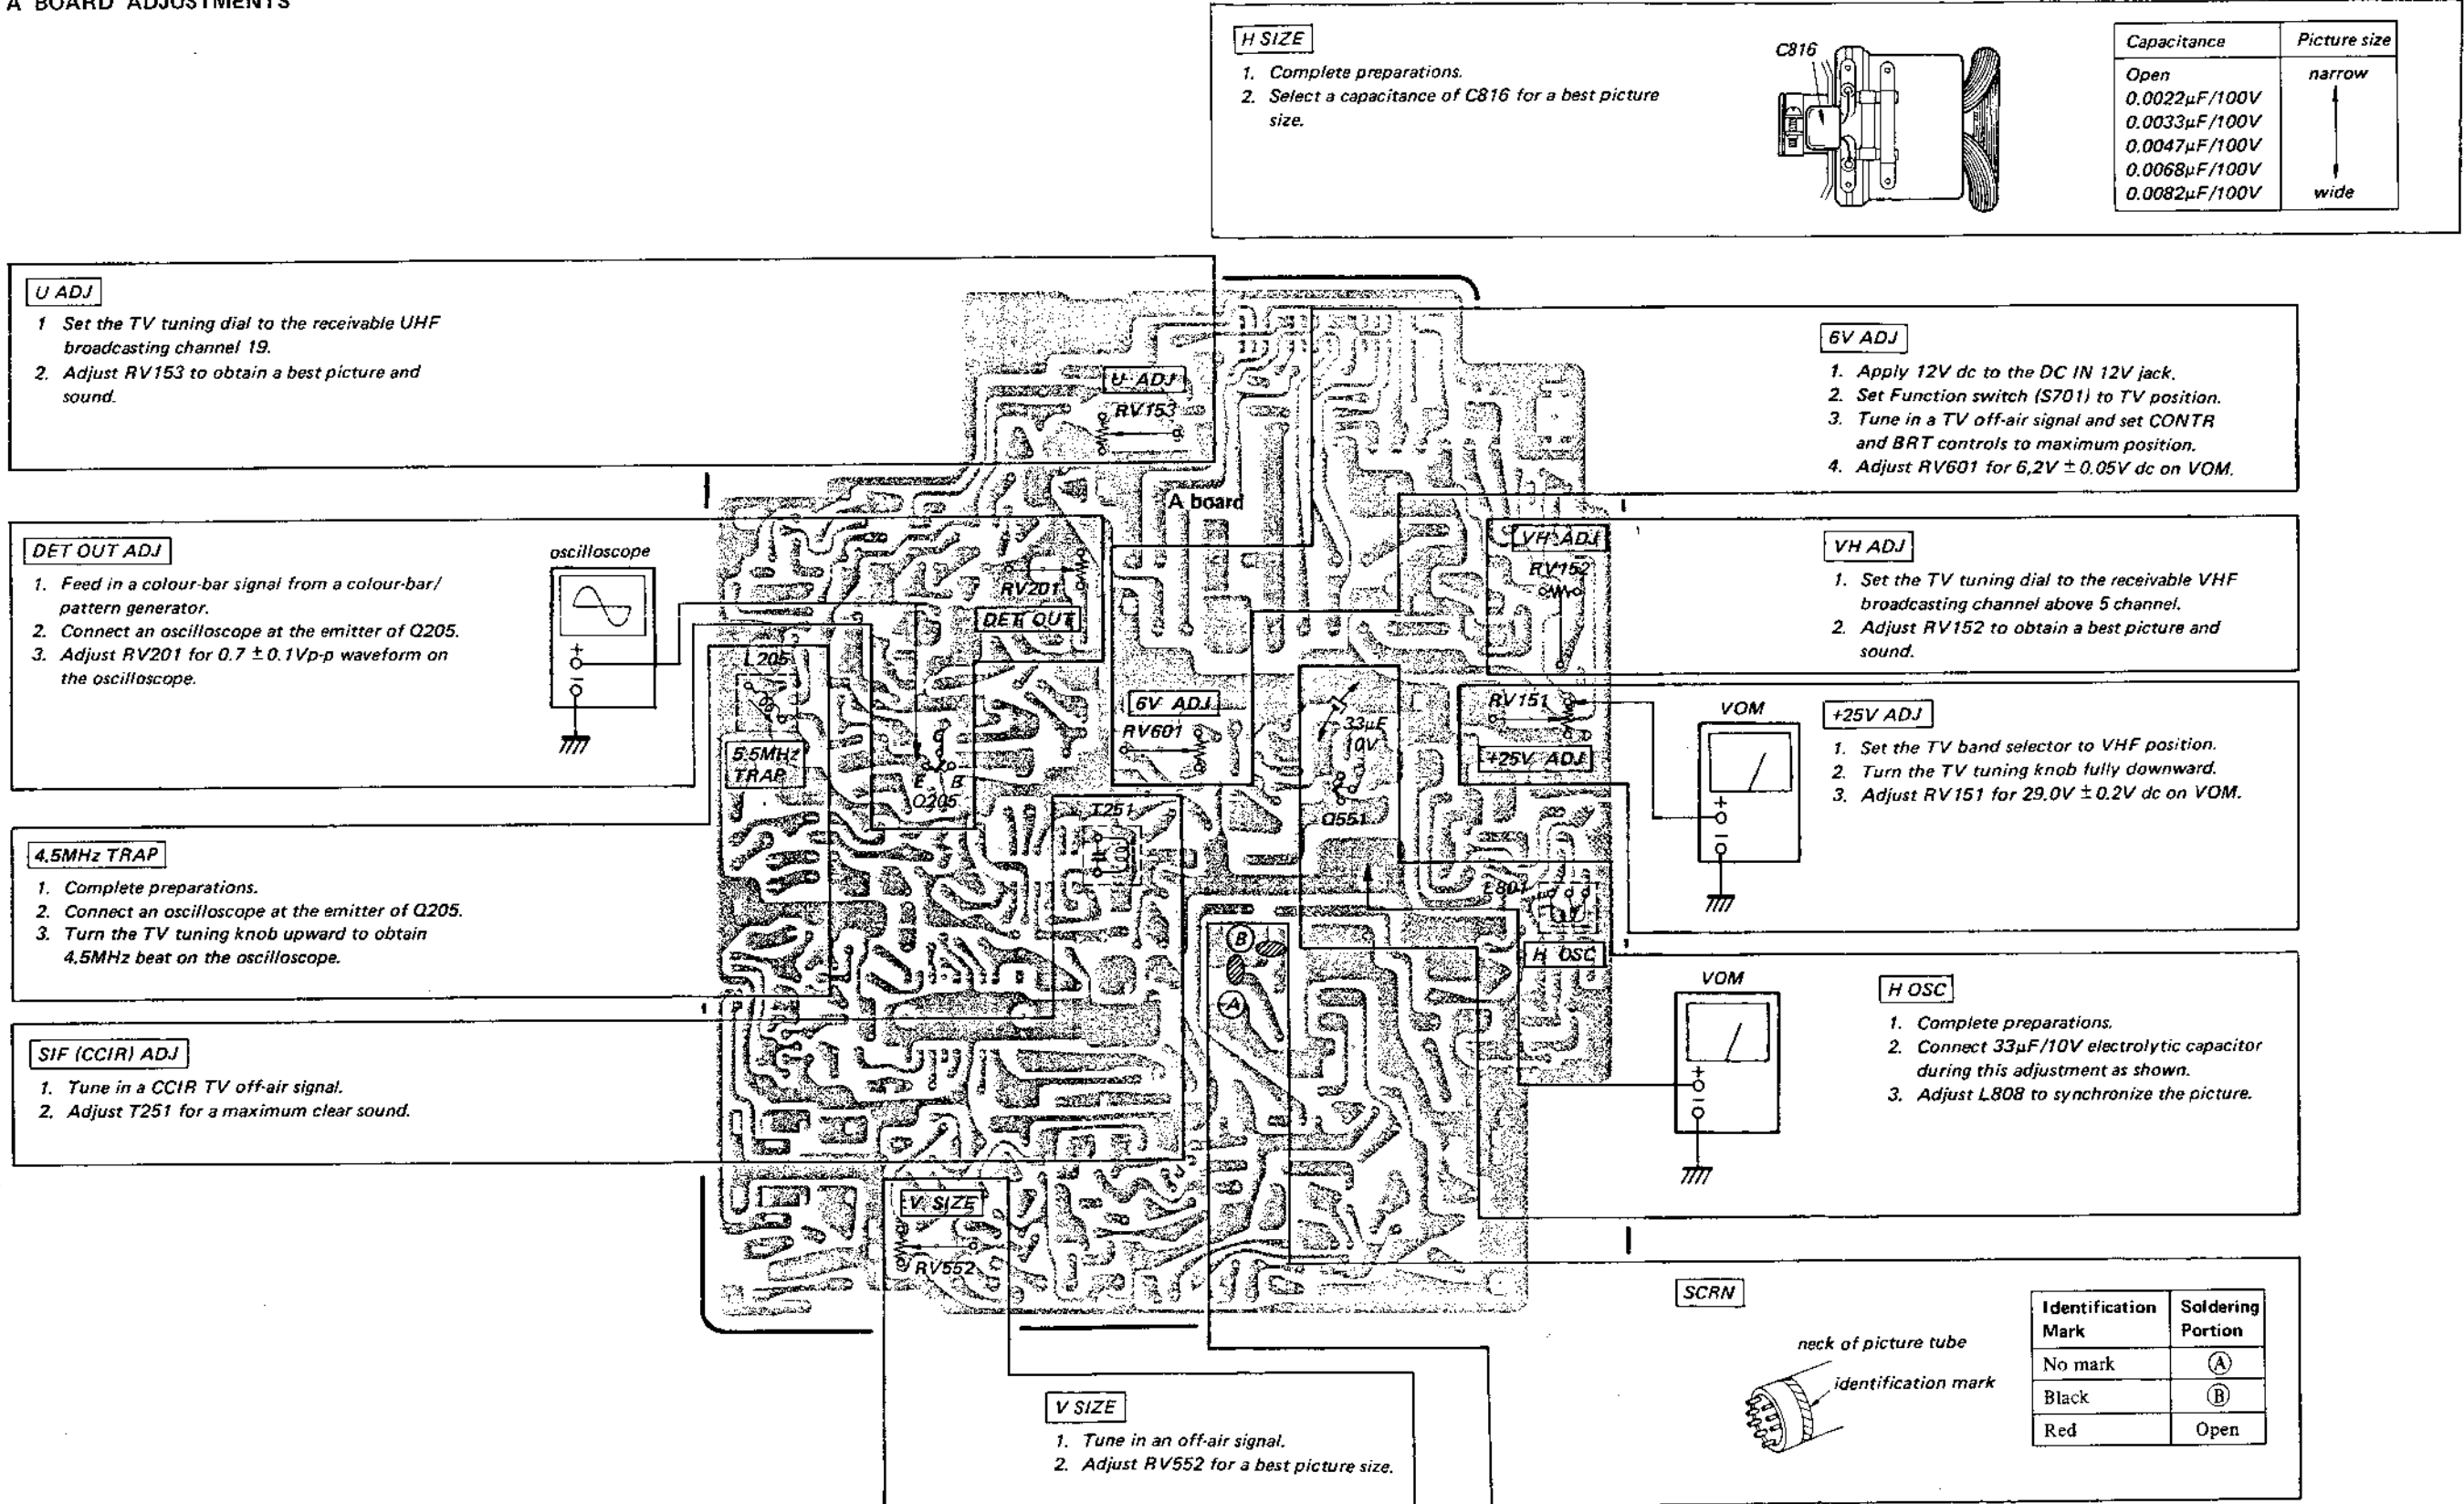 A BOARD ADJUSTMENTS
H SIZE
1. Complete preparations.
2. Select a capacitance of C816 for a best picture
size.
C816
Capacitance Picture size
Open narrow
0.0022µF/100V
0.0033µF/100V
0.0047µF/100V
0.0068µF/100V
0.0082µF/100V wide
U ADJ
1 Set the TV tuning dial to the receivable UHF
broadcasting channel 19.
2. Adjust RV153 to obtain a best picture and
sound.
U ADJ
RV153
6V ADJ
1. Apply 12V dc to the DC IN 12V jack.
2. Set Function switch (S701) to TV position.
3. Tune in a TV off-air signal and set CONTR
and BRT controls to maximum position.
4. Adjust RV601 for 6,2V ± 0.05V dc on VOM.
A board
DET OUT ADJ
1. Feed in a colour-bar signal from a colour-bar/
pattern generator.
2. Connect an oscilloscope at the emitter of Q205.
3. Adjust RV201 for 0.7 ± 0.1Vp-p waveform on
the oscilloscope.
oscilloscope
+
−
RV201
DET OUT
VH ADJ
RV152
VH ADJ
1. Set the TV tuning dial to the receivable VHF
broadcasting channel above 5 channel.
2. Adjust RV152 to obtain a best picture and
sound.
L205
5.5MHz
TRAP
E B
Q205
6V ADJ
RV601
33µF
10V
Q551
RV151
+25V ADJ
VOM
+
−
+25V ADJ
1. Set the TV band selector to VHF position.
2. Turn the TV tuning knob fully downward.
3. Adjust RV151 for 29.0V ± 0.2V dc on VOM.
4.5MHz TRAP
1. Complete preparations.
2. Connect an oscilloscope at the emitter of Q205.
3. Turn the TV tuning knob upward to obtain
4.5MHz beat on the oscilloscope.
T251
L801
H OSC
B
A
VOM
+
−
H OSC
1. Complete preparations.
2. Connect 33µF/10V electrolytic capacitor
during this adjustment as shown.
3. Adjust L808 to synchronize the picture.
SIF (CCIR) ADJ
1. Tune in a CCIR TV off-air signal.
2. Adjust T251 for a maximum clear sound.
V SIZE
RV552
V SIZE
1. Tune in an off-air signal.
2. Adjust RV552 for a best picture size.
SCRN
neck of picture tube
identification mark
Identification Soldering
Mark Portion
No mark A
Black B
Red Open